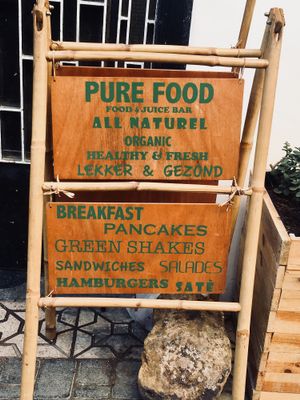 PURE FOOD
FOOD & JUICE BAR
ALL NATUREL
ORGANIC
HEALTHY & FRESH
LEKKER & GEZOND
BREAKFAST
PANCAKES
GREEN SHAKES
SANDWICHES SALADES
HAMBURGERS SATÉ